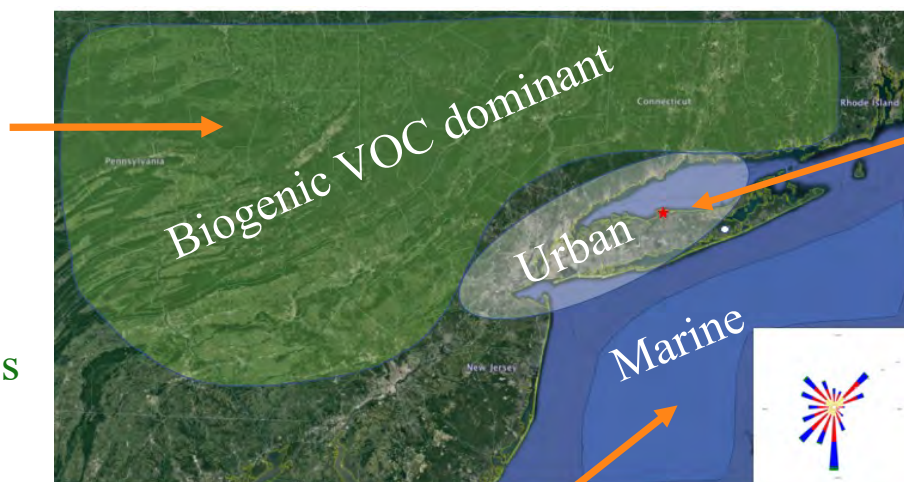 Biogenic VOC dominant
Connecticut
Rhode Island
Pennsylvania
Urban
s
Marine
New Jersey